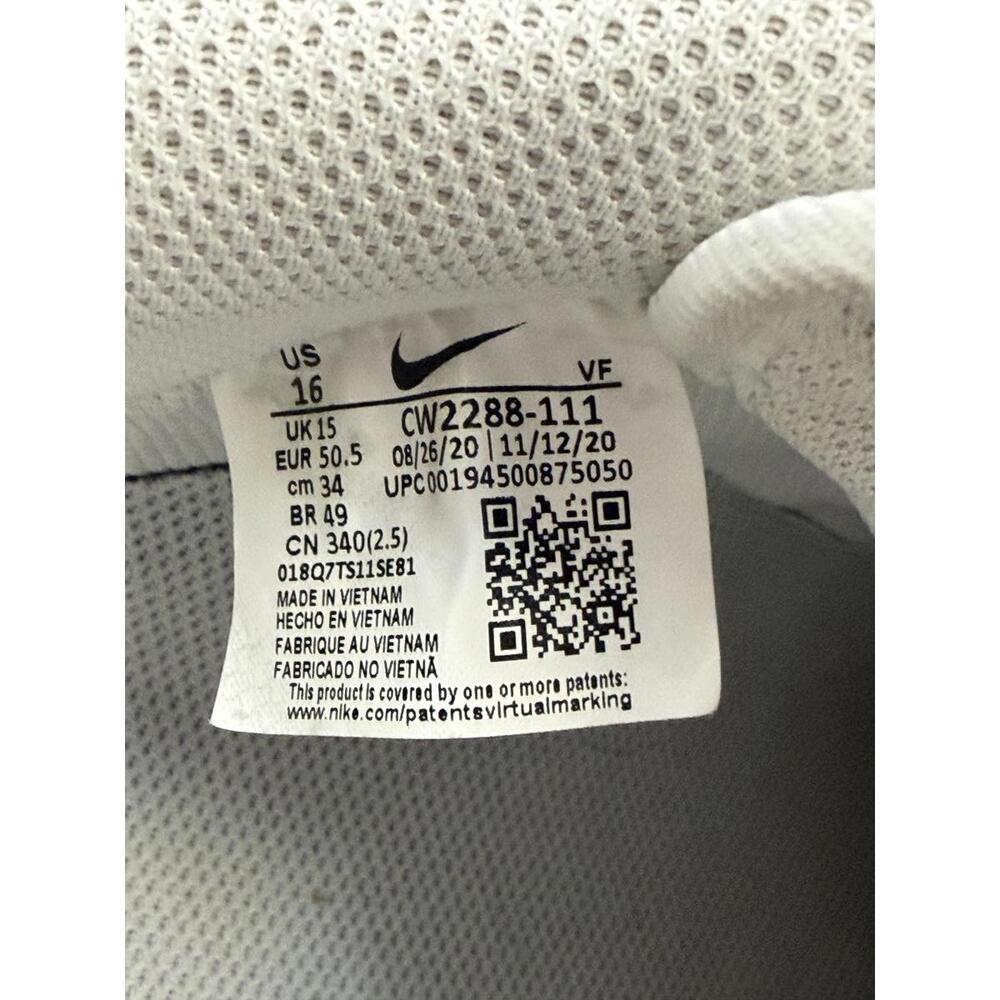 US
16
VF
UK 15
CW2288-111
EUR 50.5
08/26/20 | 11/12/20
cm 34
UPC00194500875050
BR 49
CN 340(2.5)
018Q7TS11SE81
MADE IN VIETNAM
HECHO EN VIETNAM
FABRIQUE AU VIETNAM
FABRICADO NO VIETNÃ
This product is covered by one or more patents:
www.nike.com/patentsvirtualmarking